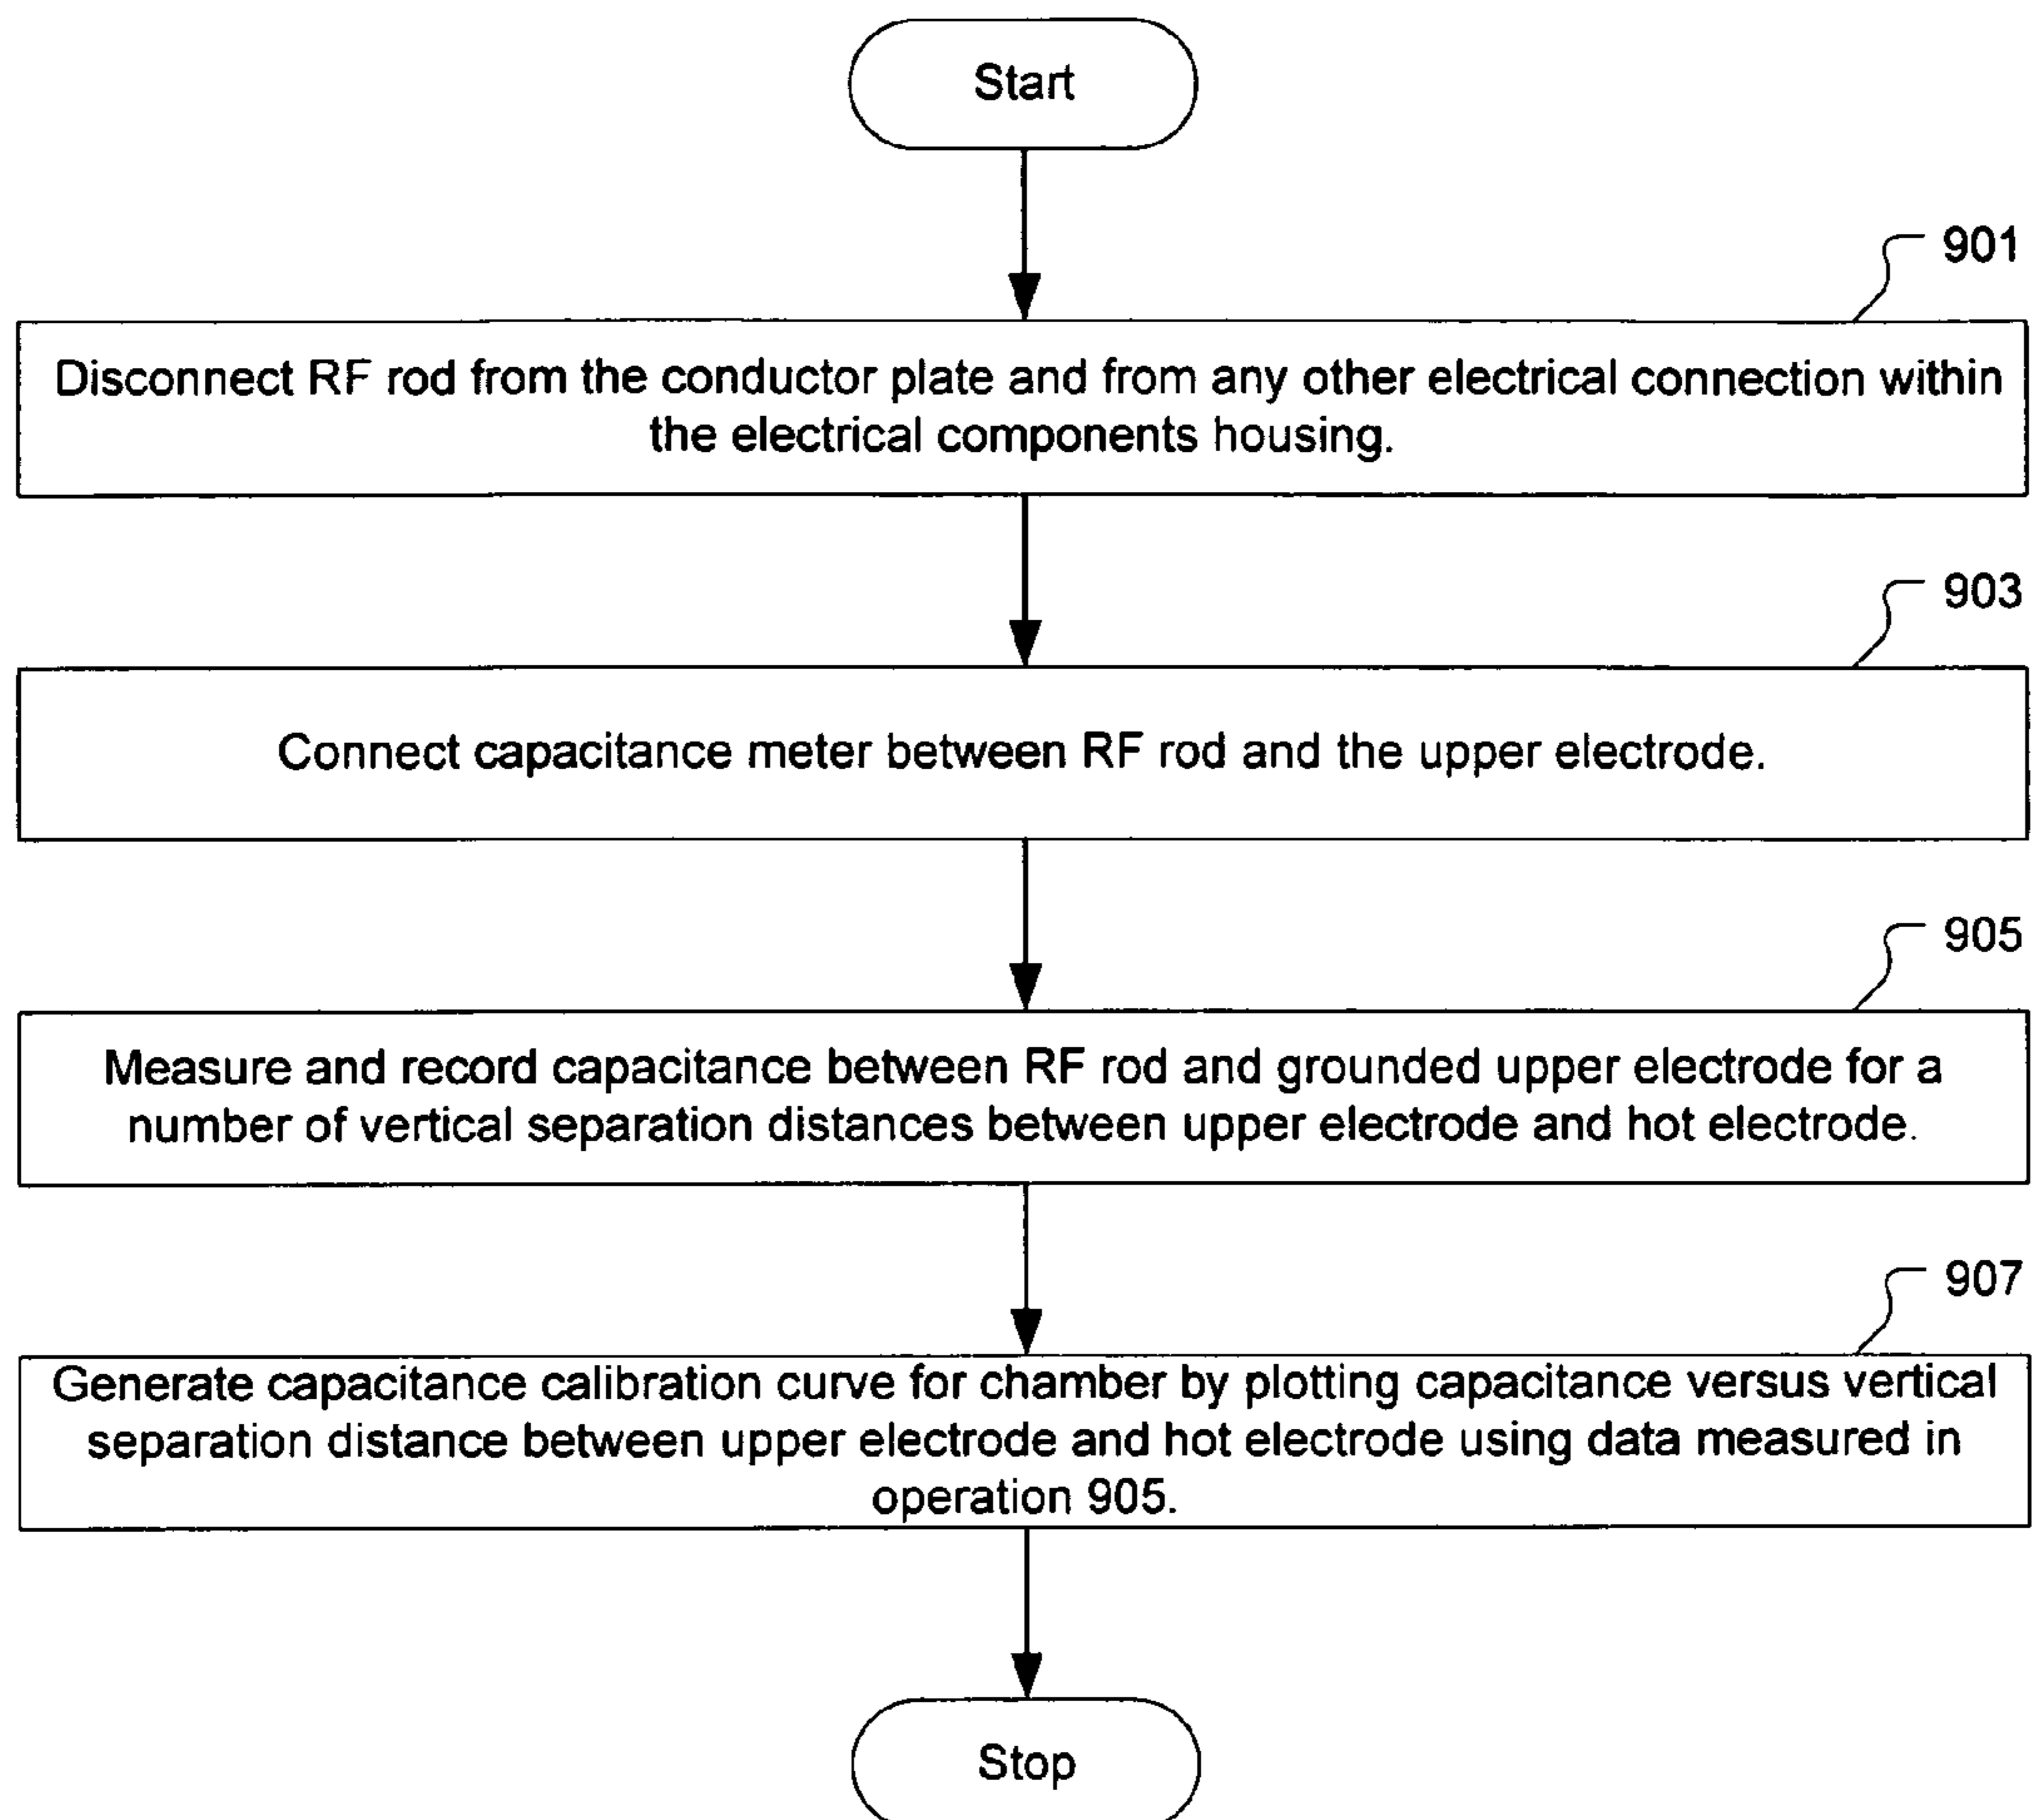 Start
901
Disconnect RF rod from the conductor plate and from any other electrical connection within
the electrical components housing.
903
Connect capacitance meter between RF rod and the upper electrode.
905
Measure and record capacitance between RF rod and grounded upper electrode for a
number of vertical separation distances between upper electrode and hot electrode.
907
Generate capacitance calibration curve for chamber by plotting capacitance versus vertical
separation distance between upper electrode and hot electrode using data measured in
operation 905.
Stop